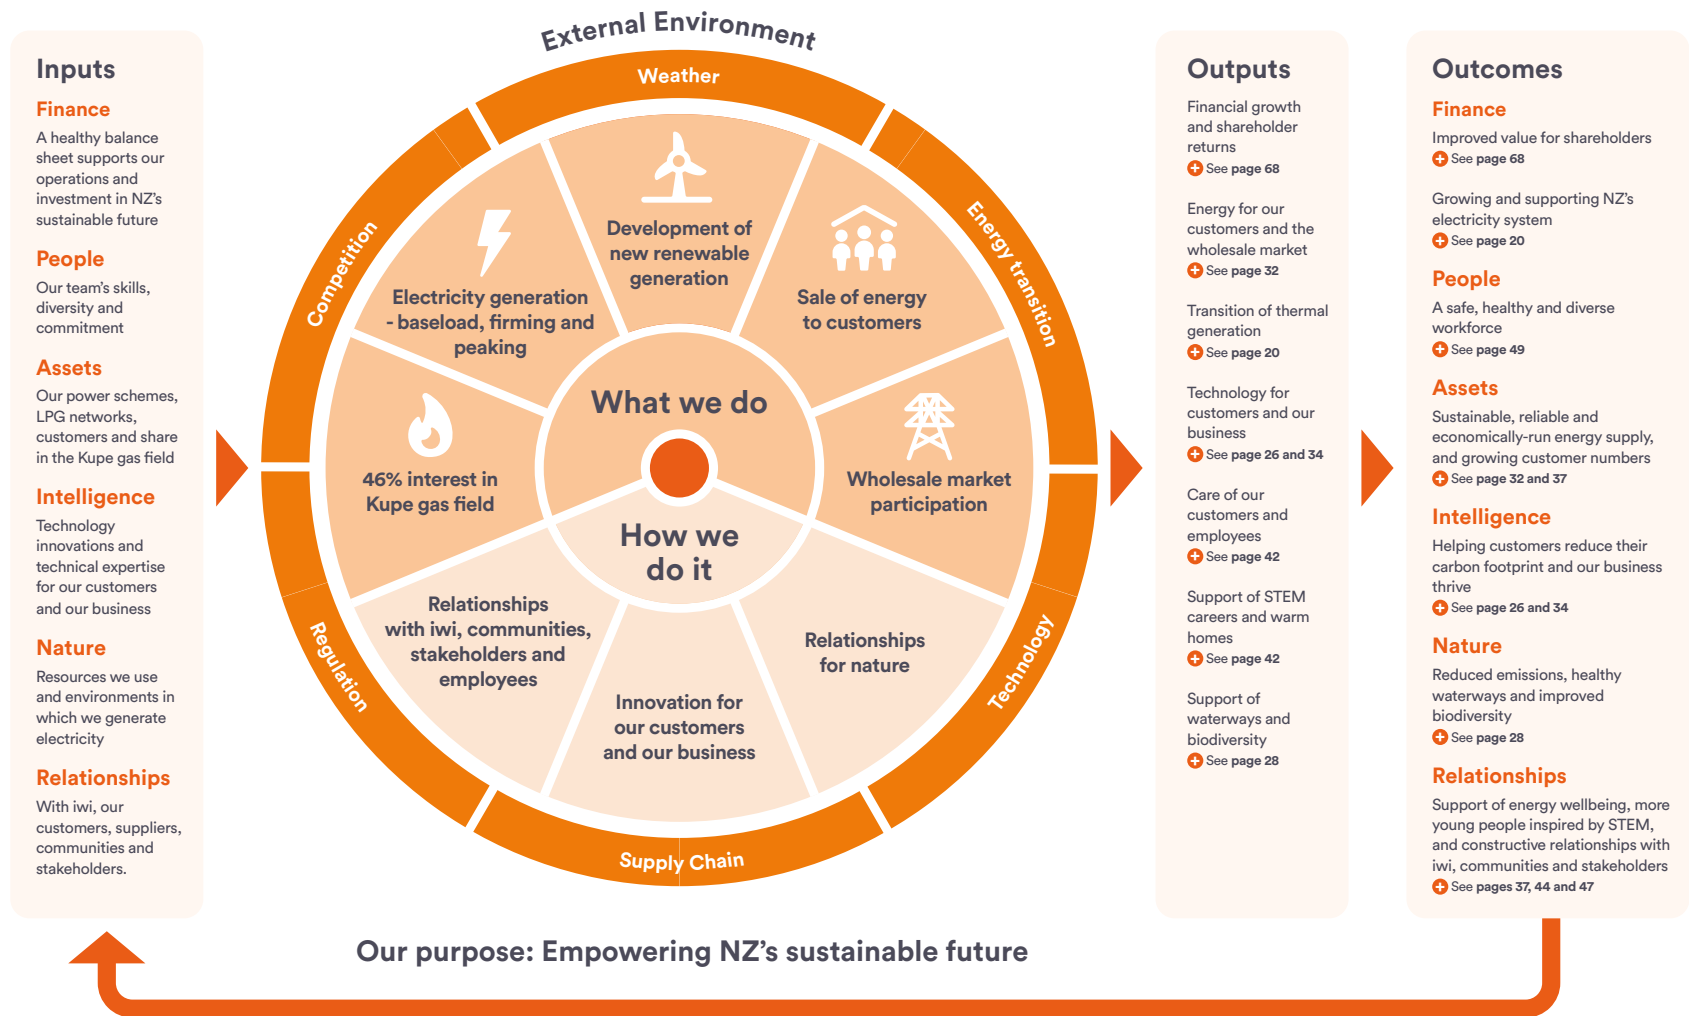 Inputs
Finance
A healthy balance
sheet supports our
operations and
investment in NZ's
sustainable future
People
Our team's skills,
diversity and
commitment
Assets
Our power schemes,
LPG networks,
customers and share
in the Kupe gas field
Intelligence
Technology
innovations and
technical expertise
for our customers
and our business
Nature
Resources we use
and environments in
which we generate
electricity
Relationships
With iwi, our
customers, suppliers,
communities and
stakeholders.
External Environment
Weather
Energy transition
Technology
Supply Chain
Regulation
Competition
What we do
46% interest in
Kupe gas field
Electricity generation
- baseload, firming and
peaking
Development of
new renewable
generation
Sale of energy
to customers
Wholesale market
participation
How we
do it
Relationships
with iwi, communities,
stakeholders and
employees
Innovation for
our customers
and our business
Relationships
for nature
Outputs
Financial growth
and shareholder
returns
See page 68
Energy for our
customers and the
wholesale market
See page 32
Transition of thermal
generation
See page 20
Technology for
customers and our
business
See page 26 and 34
Care of our
customers and
employees
See page 42
Support of STEM
careers and warm
homes
See page 42
Support of
waterways and
biodiversity
See page 28
Outcomes
Finance
Improved value for shareholders
See page 68
Growing and supporting NZ's
electricity system
See page 20
People
A safe, healthy and diverse
workforce
See page 49
Assets
Sustainable, reliable and
economically-run energy supply,
and growing customer numbers
See page 32 and 37
Intelligence
Helping customers reduce their
carbon footprint and our business
thrive
See page 26 and 34
Nature
Reduced emissions, healthy
waterways and improved
biodiversity
See page 28
Relationships
Support of energy wellbeing, more
young people inspired by STEM,
and constructive relationships with
iwi, communities and stakeholders
See pages 37, 44 and 47
Our purpose: Empowering NZ's sustainable future